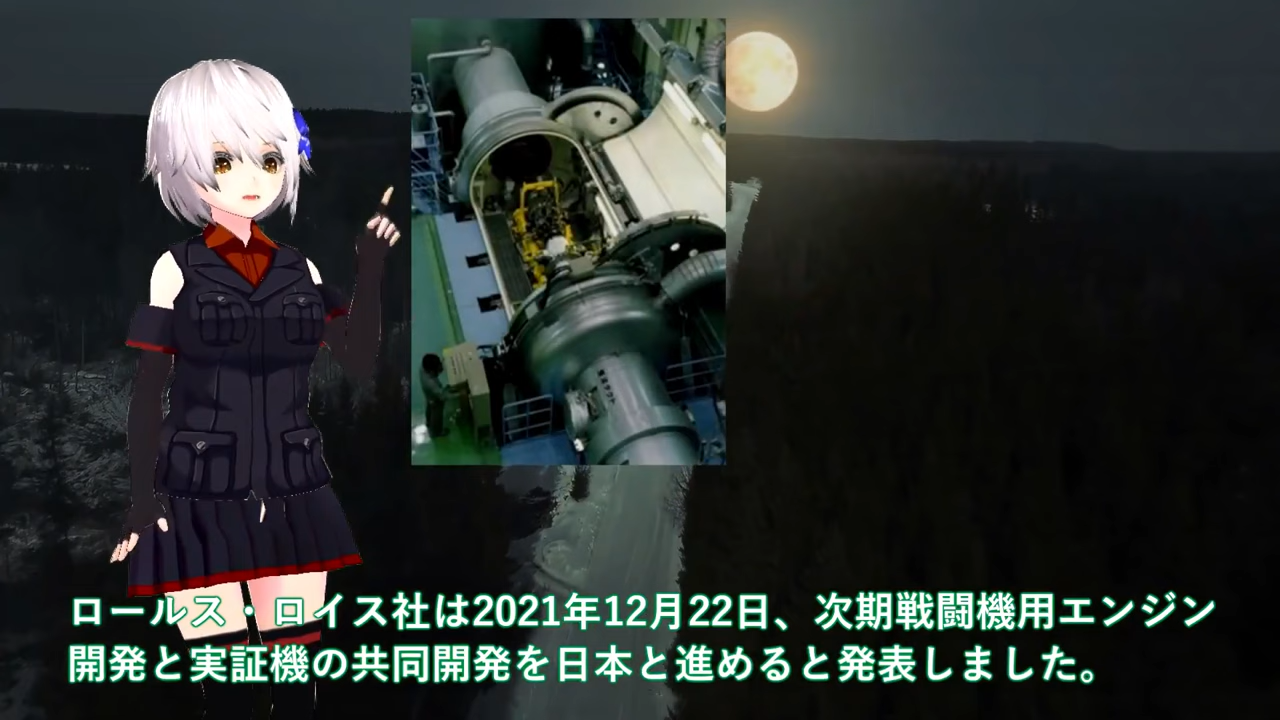 ロールス・ロイス社は2021年12月22日、次期戦闘機用エンジン
開発と実証機の共同開発を日本と進めると発表しました。